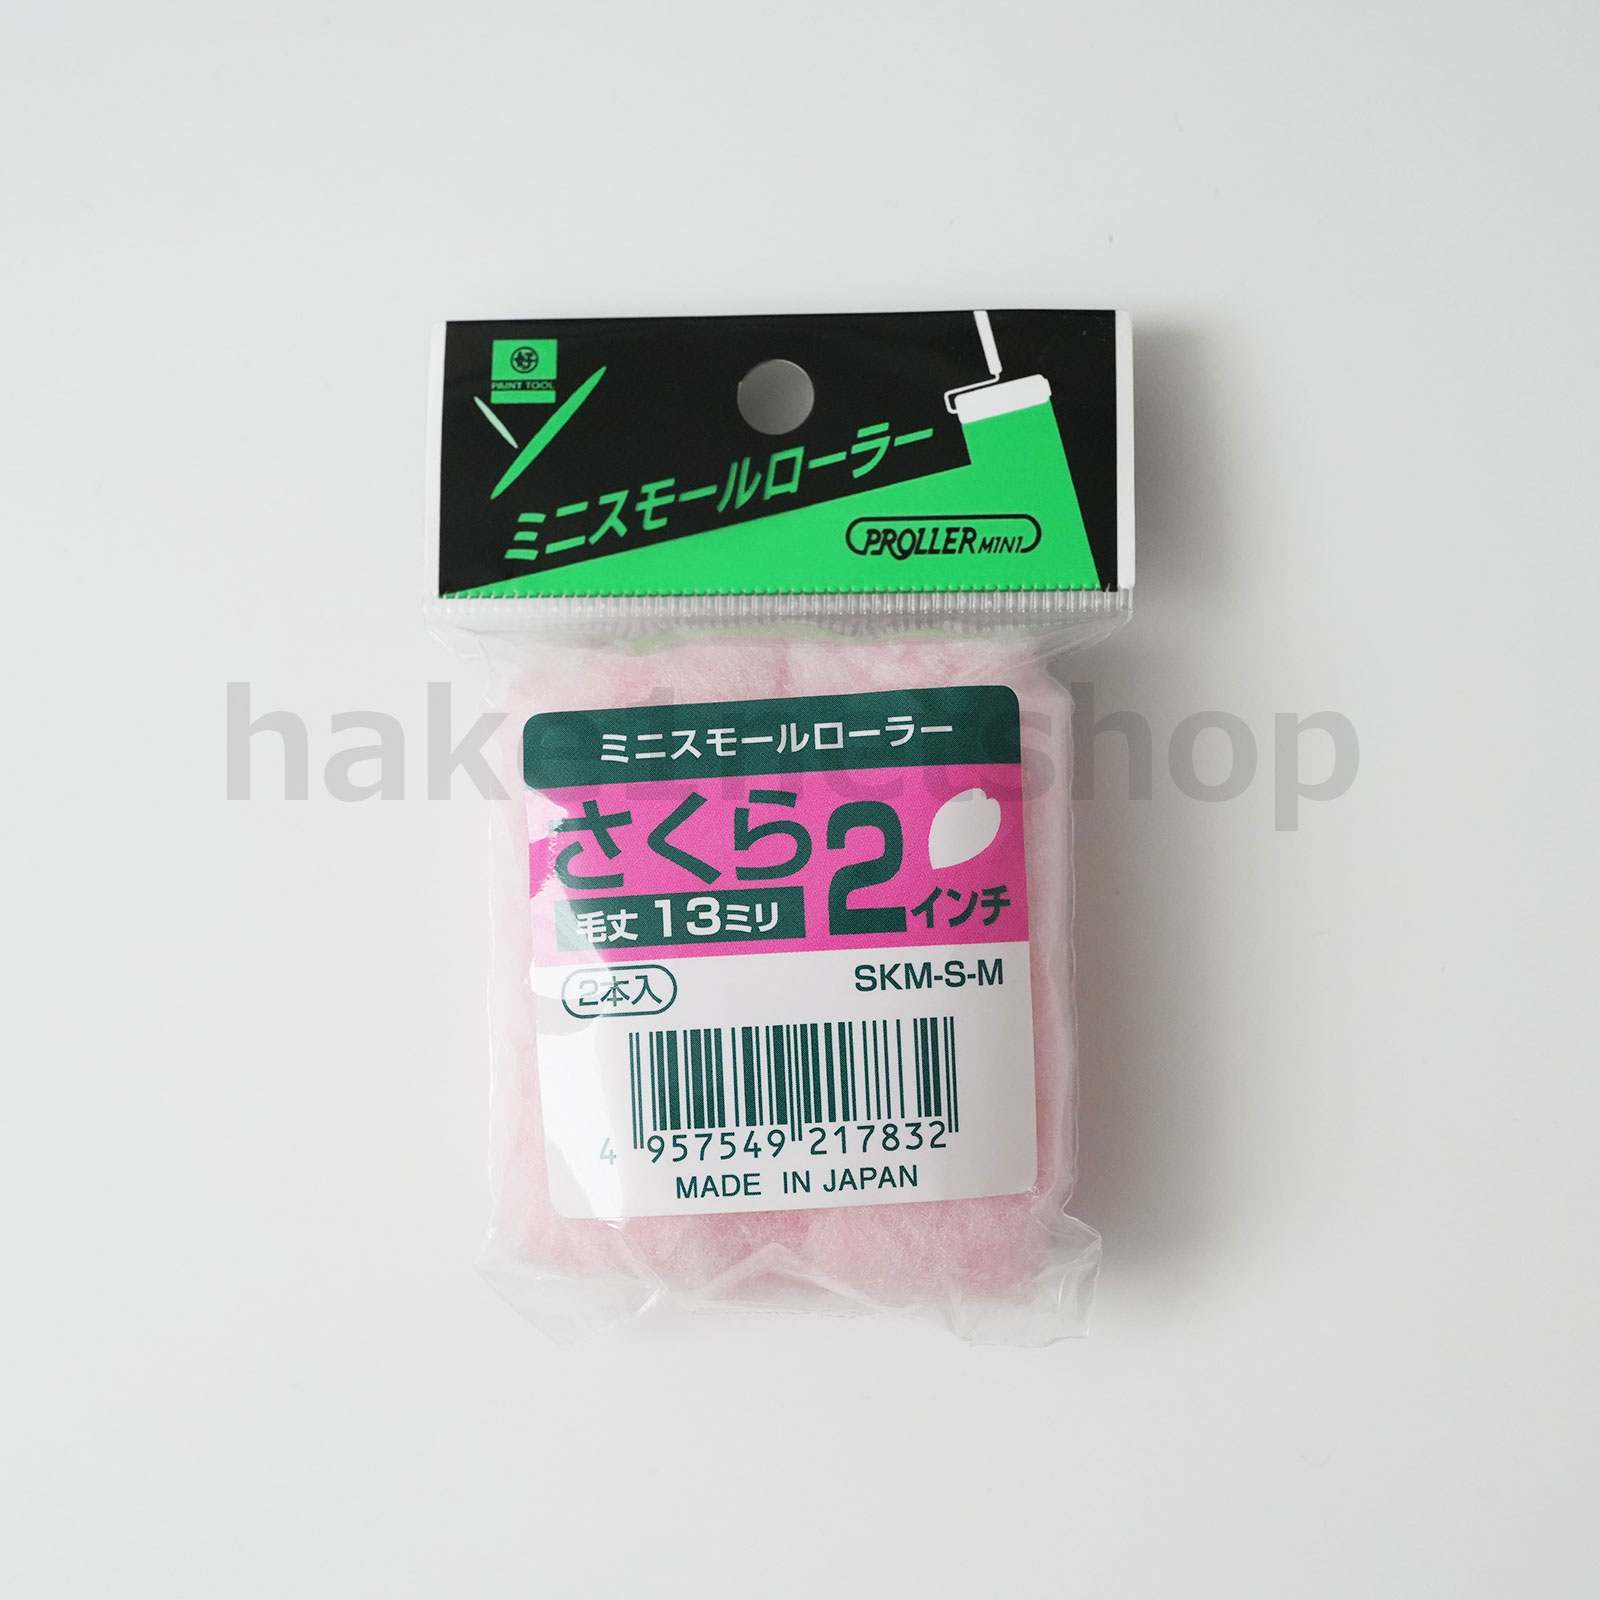 好
PAINT TOOL
ミニスモールローラー
PROLLER MINI
hake1netshop
ミニスモールローラー
さくら2インチ
毛丈 13ミリ
2本入
SKM-S-M
4 957549 217832
MADE IN JAPAN